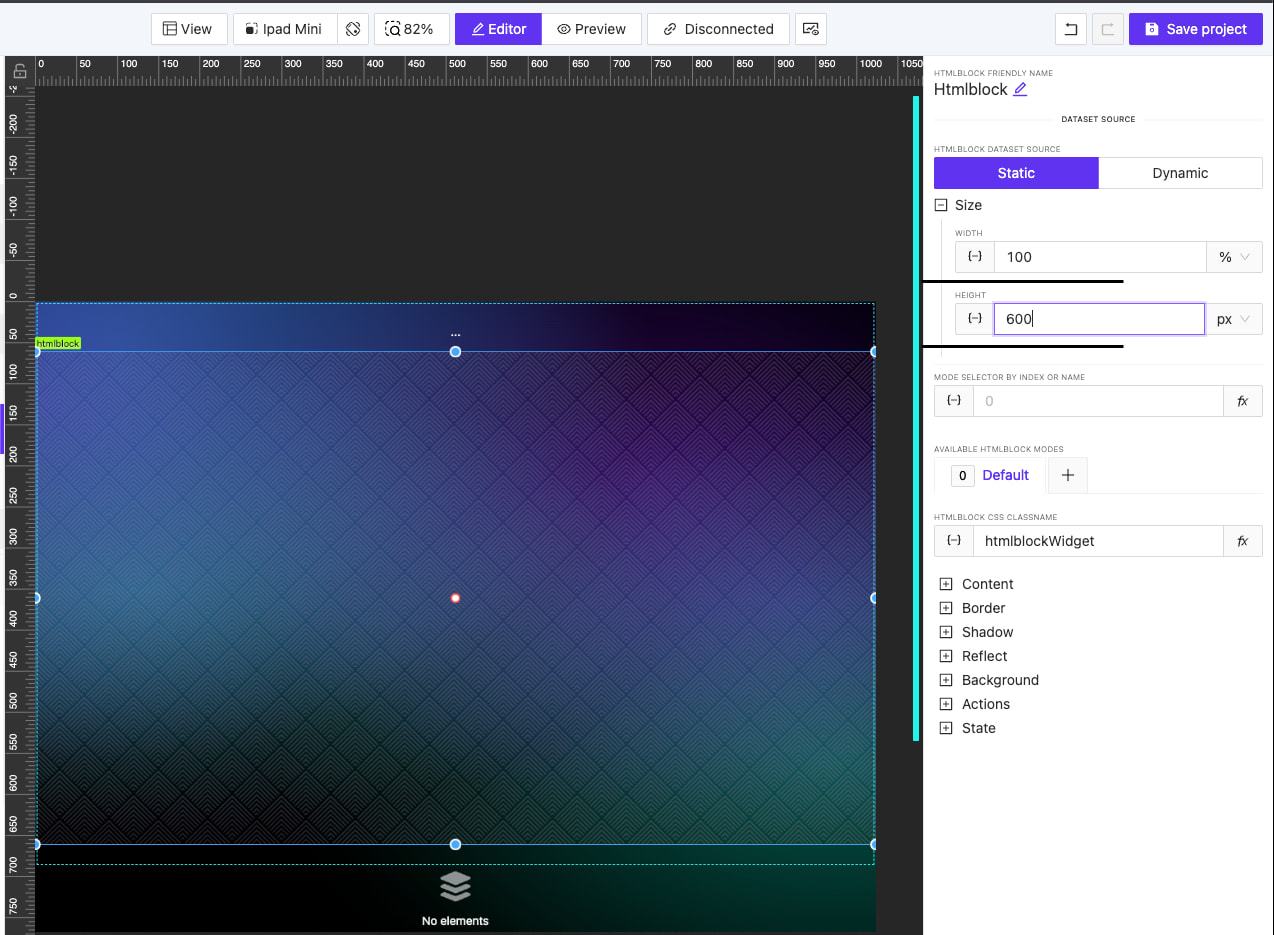 View
Ipad Mini
82%
Editor
Preview
Disconnected
Save project
0 50 100 150 200 250 300 350 400 450 500 550 600 650 700 750 800 850 900 950 1000 1050
-2
-200
-150
-100
-50
0
50
100
150
200
250
300
350
400
450
500
550
600
650
700
750
htmlblock
...
No elements
HTMLBLOCK FRIENDLY NAME
Htmlblock
DATASET SOURCE
HTMLBLOCK DATASET SOURCE
Static Dynamic
Size
WIDTH
{-} 100 %
HEIGHT
{-} 600 px
MODE SELECTOR BY INDEX OR NAME
{-} 0 fx
AVAILABLE HTMLBLOCK MODES
0 Default +
HTMLBLOCK CSS CLASSNAME
{-} htmlblockWidget fx
Content
Border
Shadow
Reflect
Background
Actions
State